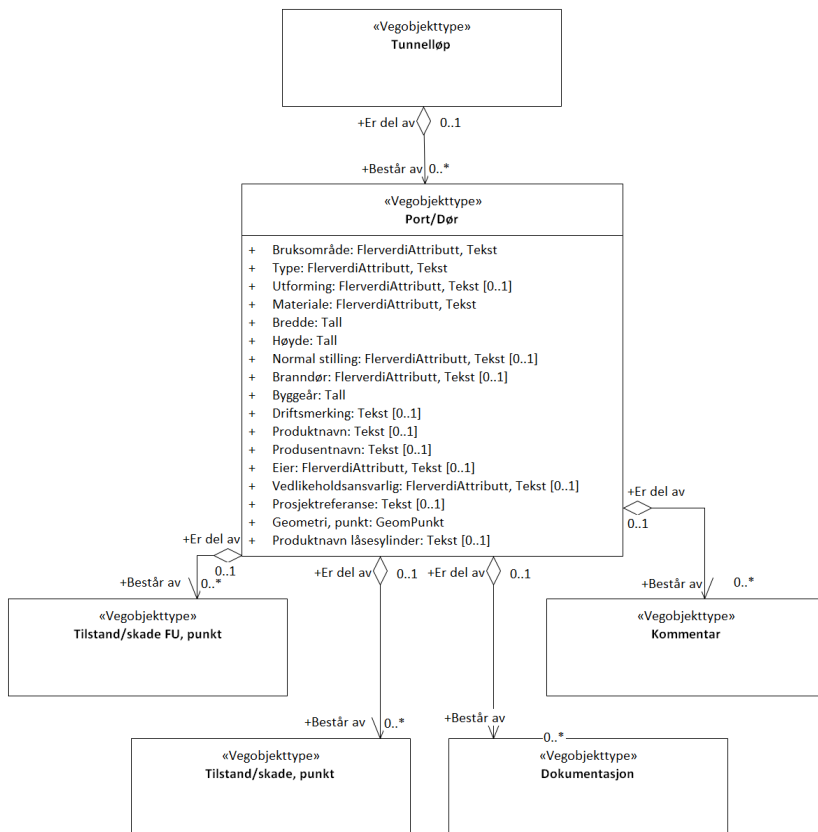 «Vegobjekttype»
Tunnelløp
+Er del av 0..1
+Består av 0..*
«Vegobjekttype»
Port/Dør
+ Bruksområde: FlerverdiAttributt, Tekst
+ Type: FlerverdiAttributt, Tekst
+ Utforming: FlerverdiAttributt, Tekst [0..1]
+ Materiale: FlerverdiAttributt, Tekst
+ Bredde: Tall
+ Høyde: Tall
+ Normal stilling: FlerverdiAttributt, Tekst [0..1]
+ Branndør: FlerverdiAttributt, Tekst [0..1]
+ Byggeår: Tall
+ Driftsmerking: Tekst [0..1]
+ Produktnavn: Tekst [0..1]
+ Produsentnavn: Tekst [0..1]
+ Eier: FlerverdiAttributt, Tekst [0..1]
+ Vedlikeholdsansvarlig: FlerverdiAttributt, Tekst [0..1]
+ Prosjektreferanse: Tekst [0..1]
+ Geometri, punkt: GeomPunkt
+ Produktnavn låsesylinder: Tekst [0..1]
+Er del av
0..1
+Er del av
0..1
+Er del av 0..1
+Er del av 0..1
+Består av 0..*
+Består av 0..*
«Vegobjekttype»
Tilstand/skade FU, punkt
«Vegobjekttype»
Kommentar
+Består av 0..*
+Består av
0..*
«Vegobjekttype»
Tilstand/skade, punkt
«Vegobjekttype»
Dokumentasjon